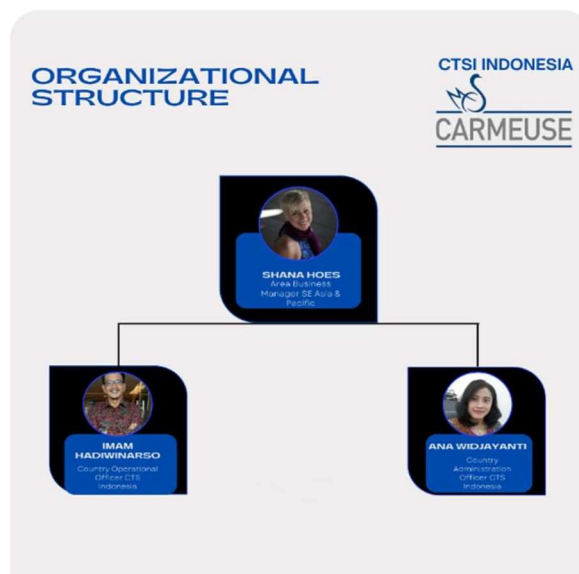 ORGANIZATIONAL
STRUCTURE
CTSI INDONESIA
CARMEUSE
SHANA HOES
Area Business
Manager SE Asia &
Pacific
IMAM
HADIWINARSO
Country Operational
Officer CTS
Indonesia
ANA WIDJAYANTI
Country
Administration
Officer CTS
Indonesia